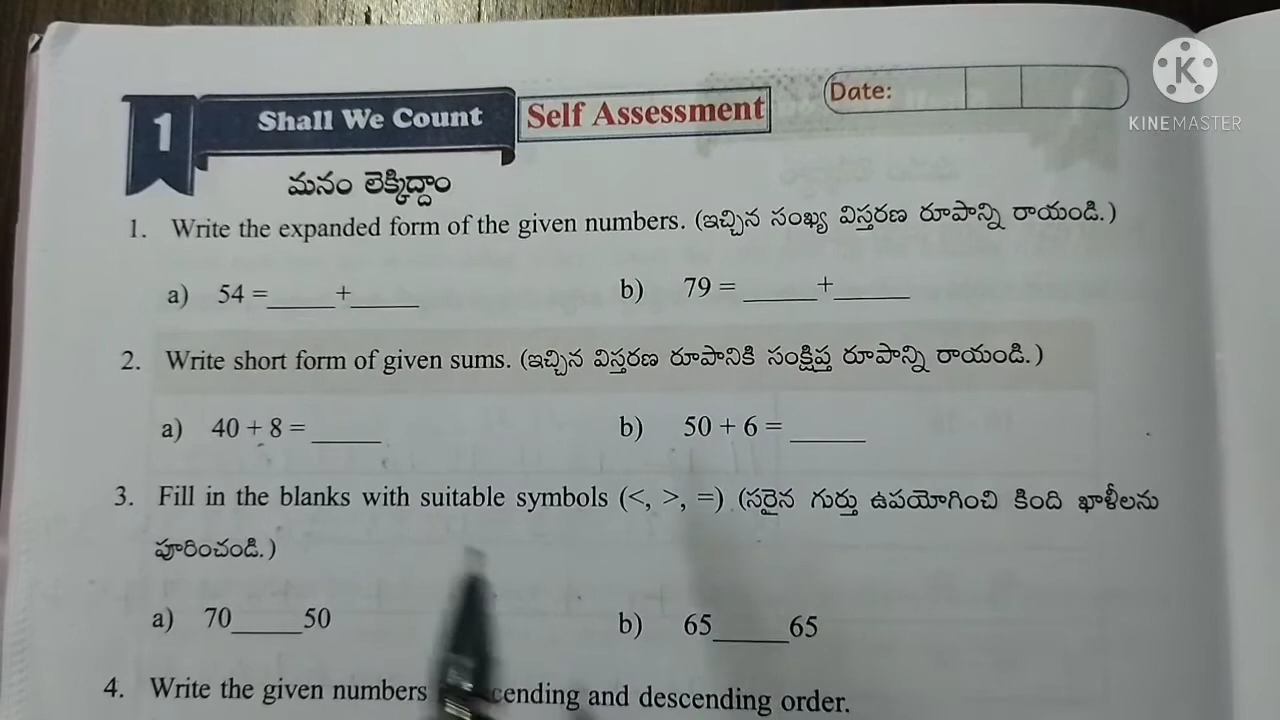 1 Shall We Count Self Assessment Date:
K
KINEMASTER
మనం లెక్కిద్దాం
1. Write the expanded form of the given numbers. (ఇచ్చిన సంఖ్య విస్తరణ రూపాన్ని రాయండి.)
a) 54 =_____+_____ b) 79 = _____+_____
2. Write short form of given sums. (ఇచ్చిన విస్తరణ రూపానికి సంక్షిప్త రూపాన్ని రాయండి.)
a) 40 + 8 = _____ b) 50 + 6 = _____
3. Fill in the blanks with suitable symbols (<, >, =) (సరైన గుర్తు ఉపయోగించి కింది ఖాళీలను
పూరించండి.)
a) 70_____50 b) 65_____65
4. Write the given numbers cending and descending order.